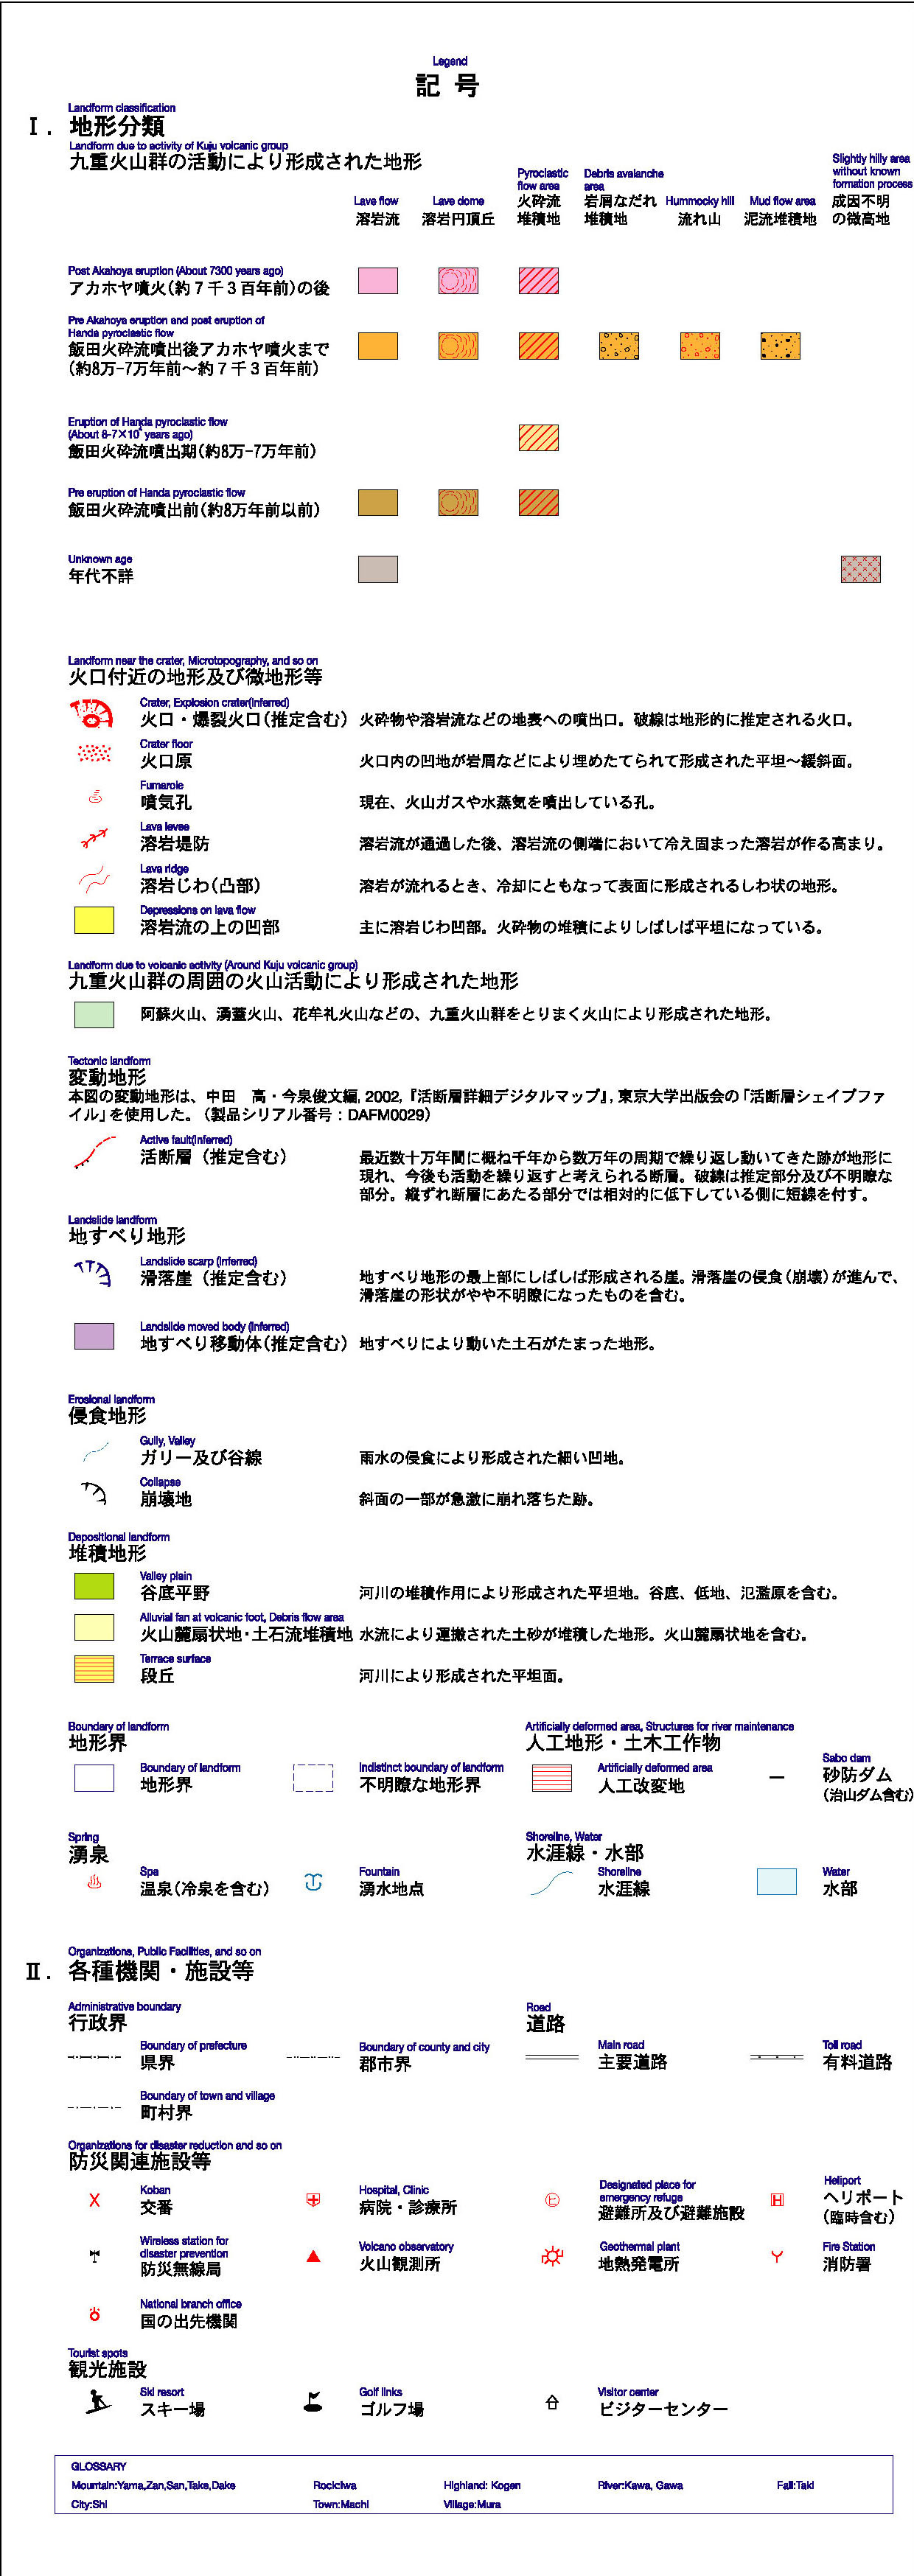 Legend
記 号
Landform classification
Ⅰ. 地形分類
Landform due to activity of Kuju volcanic group
九重火山群の活動により形成された地形
Lave flow
溶岩流
Lave dome
溶岩円頂丘
Pyroclastic
flow area
火砕流
堆積地
Debris avalanche
area
岩屑なだれ
堆積地
Hummocky hill
流れ山
Mud flow area
泥流堆積地
Slightly hilly area
without known
formation process
成因不明
の微高地
Post Akahoya eruption (About 7300 years ago)
アカホヤ噴火(約7千3百年前)の後
Pre Akahoya eruption and post eruption of
Handa pyroclastic flow
飯田火砕流噴出後アカホヤ噴火まで
(約8万-7万年前～約7千3百年前)
Eruption of Handa pyroclastic flow
(About 8-7×10⁴ years ago)
飯田火砕流噴出期(約8万-7万年前)
Pre eruption of Handa pyroclastic flow
飯田火砕流噴出前(約8万年前以前)
Unknown age
年代不詳
Landform near the crater, Microtopography, and so on
火口付近の地形及び微地形等
Crater, Explosion crater(Inferred)
火口・爆裂火口(推定含む) 火砕物や溶岩流などの地表への噴出口。破線は地形的に推定される火口。
Crater floor
火口原 火口内の凹地が岩屑などにより埋めたてられて形成された平坦～緩斜面。
Fumarole
噴気孔 現在、火山ガスや水蒸気を噴出している孔。
Lava levee
溶岩堤防 溶岩流が通過した後、溶岩流の側端において冷え固まった溶岩が作る高まり。
Lava ridge
溶岩じわ(凸部) 溶岩が流れるとき、冷却にともなって表面に形成されるしわ状の地形。
Depressions on lava flow
溶岩流の上の凹部 主に溶岩じわ凹部。火砕物の堆積によりしばしば平坦になっている。
Landform due to volcanic activity (Around Kuju volcanic group)
九重火山群の周囲の火山活動により形成された地形
阿蘇火山、湧蓋火山、花牟礼火山などの、九重火山群をとりまく火山により形成された地形。
Tectonic landform
変動地形
本図の変動地形は、中田　高・今泉俊文編, 2002,『活断層詳細デジタルマップ』, 東京大学出版会の「活断層シェイプファ
イル」を使用した。(製品シリアル番号：DAFM0029)
Active fault(Inferred)
活断層 (推定含む) 最近数十万年間に概ね千年から数万年の周期で繰り返し動いてきた跡が地形に
現れ、今後も活動を繰り返すと考えられる断層。破線は推定部分及び不明瞭な
部分。縦ずれ断層にあたる部分では相対的に低下している側に短線を付す。
Landslide landform
地すべり地形
Landslide scarp (Inferred)
滑落崖 (推定含む) 地すべり地形の最上部にしばしば形成される崖。滑落崖の侵食(崩壊)が進んで、
滑落崖の形状がやや不明瞭になったものを含む。
Landslide moved body (Inferred)
地すべり移動体(推定含む) 地すべりにより動いた土石がたまった地形。
Erosional landform
侵食地形
Gully, Valley
ガリー及び谷線 雨水の侵食により形成された細い凹地。
Collapse
崩壊地 斜面の一部が急激に崩れ落ちた跡。
Depositional landform
堆積地形
Valley plain
谷底平野 河川の堆積作用により形成された平坦地。谷底、低地、氾濫原を含む。
Alluvial fan at volcanic foot, Debris flow area
火山麓扇状地・土石流堆積地 水流により運搬された土砂が堆積した地形。火山麓扇状地を含む。
Terrace surface
段丘 河川により形成された平坦面。
Boundary of landform
地形界
Boundary of landform
地形界
Indistinct boundary of landform
不明瞭な地形界
Artificially deformed area, Structures for river maintenance
人工地形・土木工作物
Artificially deformed area
人工改変地
Sabo dam
砂防ダム
(治山ダム含む)
Spring
湧泉
Spa
温泉(冷泉を含む)
Fountain
湧水地点
Shoreline, Water
水涯線・水部
Shoreline
水涯線
Water
水部
Organizations, Public Facilities, and so on
Ⅱ. 各種機関・施設等
Administrative boundary
行政界
Boundary of prefecture
県界
Boundary of county and city
郡市界
Boundary of town and village
町村界
Road
道路
Main road
主要道路
Toll road
有料道路
Organizations for disaster reduction and so on
防災関連施設等
Koban
交番
Hospital, Clinic
病院・診療所
Designated place for
emergency refuge
避難所及び避難施設
Heliport
ヘリポート
(臨時含む)
Wireless station for
disaster prevention
防災無線局
Volcano observatory
火山観測所
Geothermal plant
地熱発電所
Fire Station
消防署
National branch office
国の出先機関
Tourist spots
観光施設
Ski resort
スキー場
Golf links
ゴルフ場
Visitor center
ビジターセンター
GLOSSARY
Mountain:Yama,Zan,San,Take,Dake Rock:Iwa Highland: Kogen River:Kawa, Gawa Fall:Taki
City:Shi Town:Machi Village:Mura